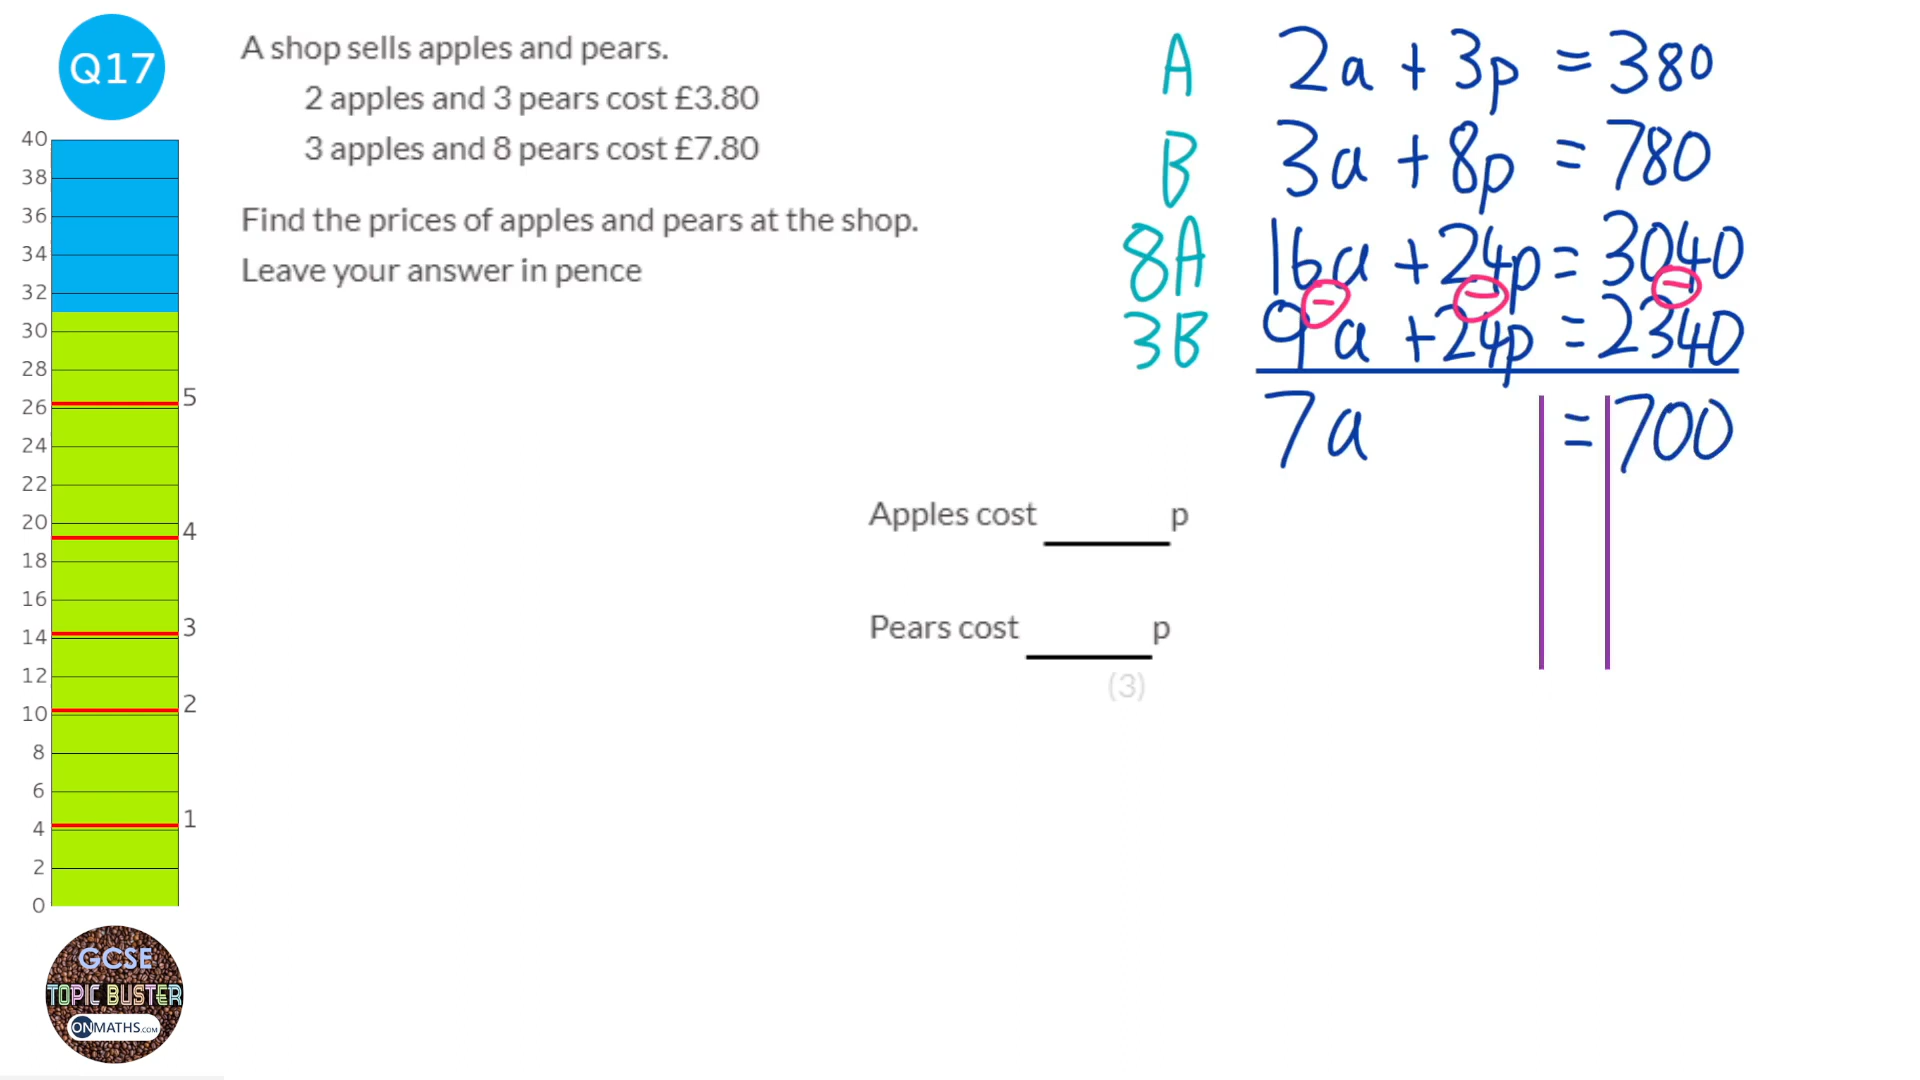 Q17
A shop sells apples and pears.
2 apples and 3 pears cost £3.80
3 apples and 8 pears cost £7.80
Find the prices of apples and pears at the shop.
Leave your answer in pence
A 2a + 3p = 380
B 3a + 8p = 780
8A 16a + 24p = 3040
− − −
3B 9a + 24p = 2340
7a = 700
Apples cost ______ p
Pears cost ______ p
(3)
40
38
36
34
32
30
28
26 5
24
22
20 4
18
16
14 3
12
10 2
8
6
4 1
2
0
GCSE
TOPIC BUSTER
ONMATHS.COM